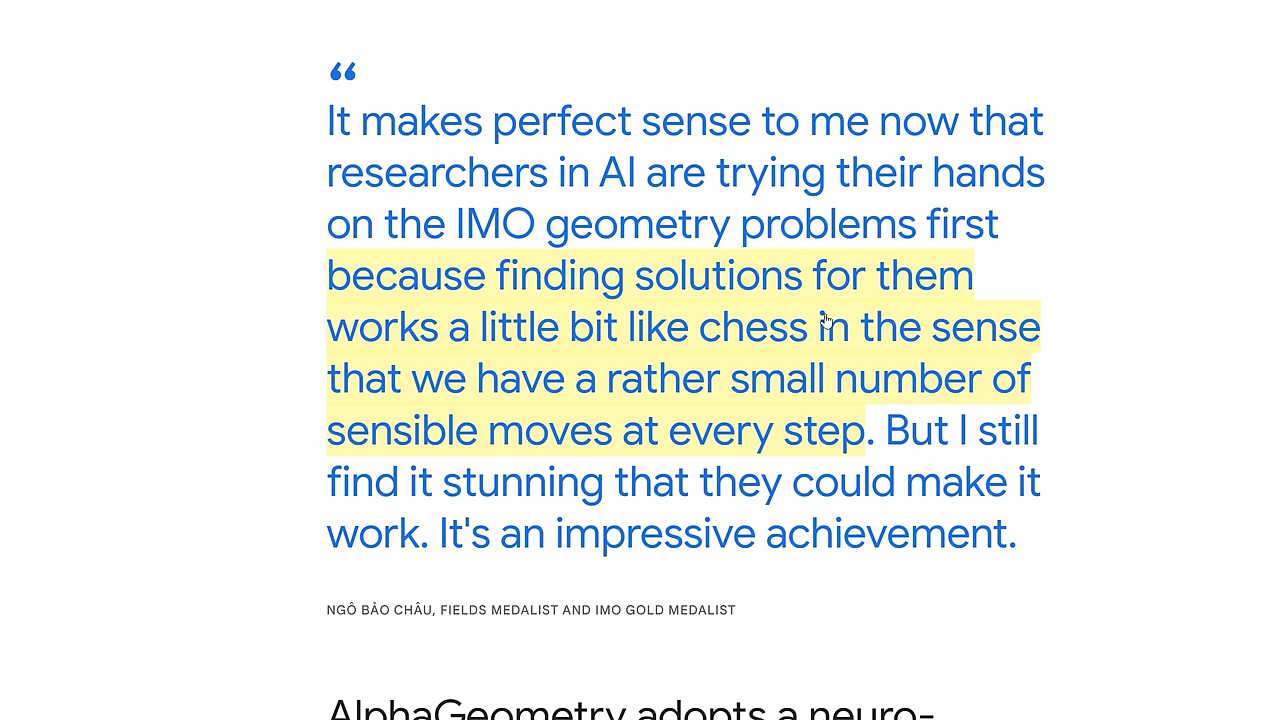 “
It makes perfect sense to me now that
researchers in AI are trying their hands
on the IMO geometry problems first
because finding solutions for them
works a little bit like chess in the sense
that we have a rather small number of
sensible moves at every step. But I still
find it stunning that they could make it
work. It's an impressive achievement.
NGÔ BẢO CHÂU, FIELDS MEDALIST AND IMO GOLD MEDALIST
AlphaGeometry adopts a neuro-